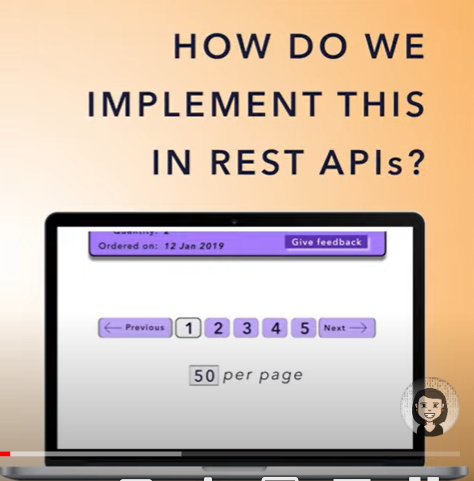 HOW DO WE
IMPLEMENT THIS
IN REST APIs?
Ordered on: 12 Jan 2019
Give feedback
← Previous 1 2 3 4 5 Next →
50 per page